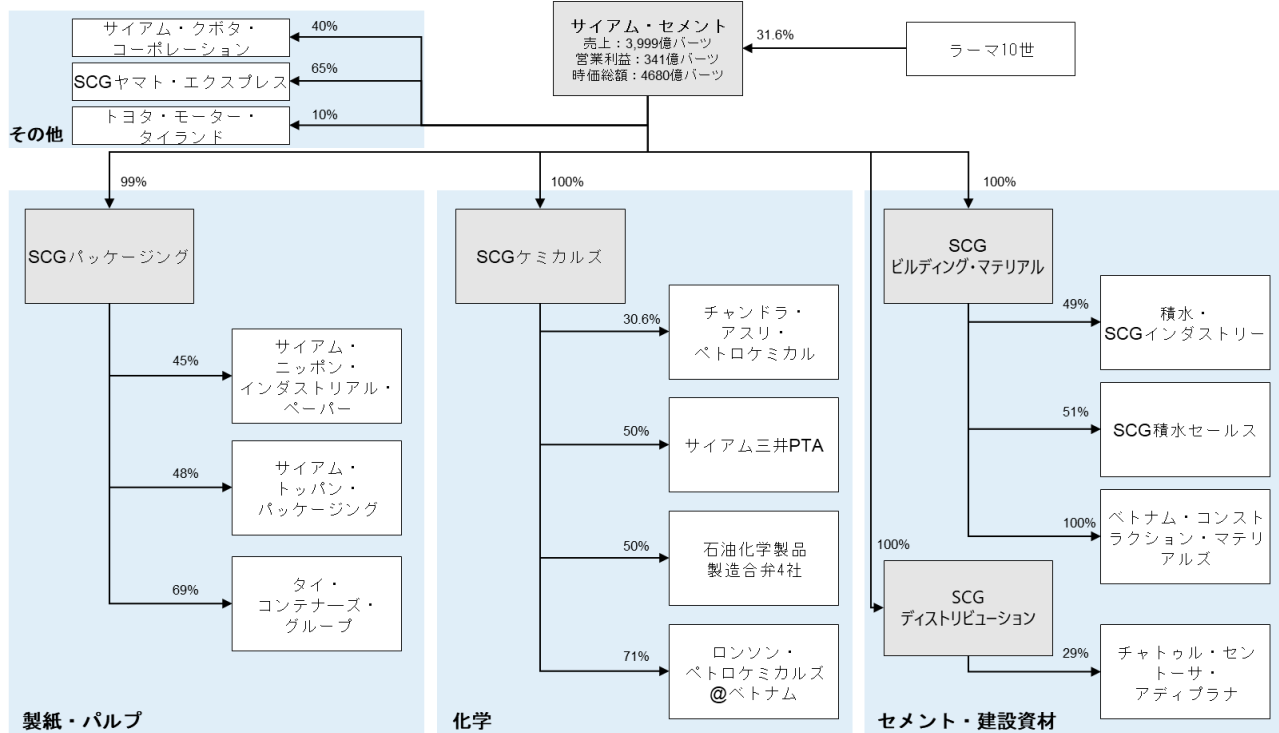 サイアム・セメント
売上：3,999億バーツ
営業利益：341億バーツ
時価総額：4680億バーツ
31.6%
ラーマ10世
サイアム・クボタ・
コーポレーション
40%
SCGヤマト・エクスプレス
65%
トヨタ・モーター・
タイランド
10%
その他
99%
SCGパッケージング
45%
サイアム・
ニッポン・
インダストリアル・
ペーパー
48%
サイアム・
トッパン・
パッケージング
69%
タイ・
コンテナーズ・
グループ
製紙・パルプ
100%
SCGケミカルズ
30.6%
チャンドラ・
アスリ・
ペトロケミカル
50%
サイアム三井PTA
50%
石油化学製品
製造合弁4社
71%
ロンソン・
ペトロケミカルズ
@ベトナム
化学
100%
SCG
ビルディング・マテリアル
49%
積水・
SCGインダストリー
51%
SCG積水セールス
100%
ベトナム・コンスト
ラクション・マテリ
アルズ
100%
SCG
ディストリビューション
29%
チャトゥル・セン
トーサ・
アディプラナ
セメント・建設資材